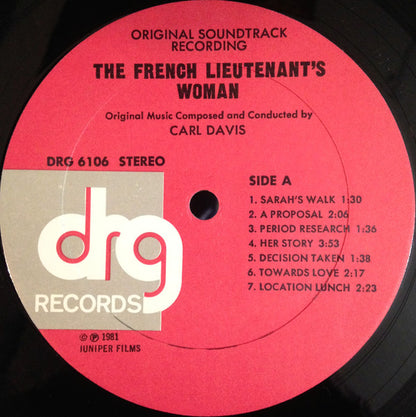 ORIGINAL SOUNDTRACK
RECORDING
THE FRENCH LIEUTENANT'S
WOMAN
Original Music Composed and Conducted by
CARL DAVIS
DRG 6106 STEREO
SIDE A
1. SARAH'S WALK 1:30
2. A PROPOSAL 2:06
3. PERIOD RESEARCH 1:36
4. HER STORY 3:53
5. DECISION TAKEN 1:38
6. TOWARDS LOVE 2:17
7. LOCATION LUNCH 2:23
drg
RECORDS
© ℗ 1981
JUNIPER FILMS